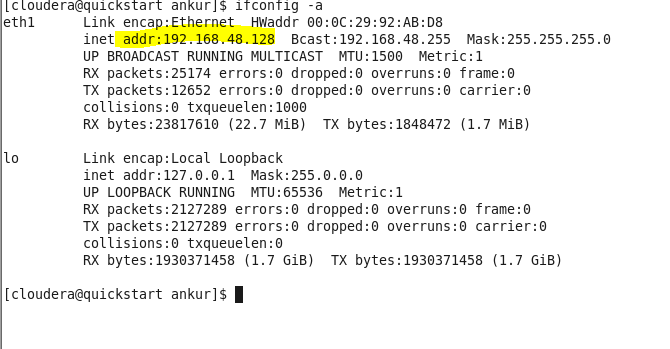 [cloudera@quickstart ankur]$ ifconfig -a
eth1      Link encap:Ethernet  HWaddr 00:0C:29:92:AB:D8
          inet addr:192.168.48.128  Bcast:192.168.48.255  Mask:255.255.255.0
          UP BROADCAST RUNNING MULTICAST  MTU:1500  Metric:1
          RX packets:25174 errors:0 dropped:0 overruns:0 frame:0
          TX packets:12652 errors:0 dropped:0 overruns:0 carrier:0
          collisions:0 txqueuelen:1000
          RX bytes:23817610 (22.7 MiB)  TX bytes:1848472 (1.7 MiB)

lo        Link encap:Local Loopback
          inet addr:127.0.0.1  Mask:255.0.0.0
          UP LOOPBACK RUNNING  MTU:65536  Metric:1
          RX packets:2127289 errors:0 dropped:0 overruns:0 frame:0
          TX packets:2127289 errors:0 dropped:0 overruns:0 carrier:0
          collisions:0 txqueuelen:0
          RX bytes:1930371458 (1.7 GiB)  TX bytes:1930371458 (1.7 GiB)

[cloudera@quickstart ankur]$